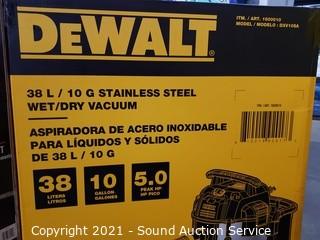 DEWALT
ITM. / ART. 1600010
MODEL / MODELO : DXV10SA
38 L / 10 G STAINLESS STEEL
WET/DRY VACUUM
ASPIRADORA DE ACERO INOXIDABLE
PARA LÍQUIDOS Y SÓLIDOS
DE 38 L / 10 G
38
LITERS
LITROS
10
GALLON
GALONES
5.0
PEAK HP
HP PICO
Copyright 2021 - Sound Auction Service